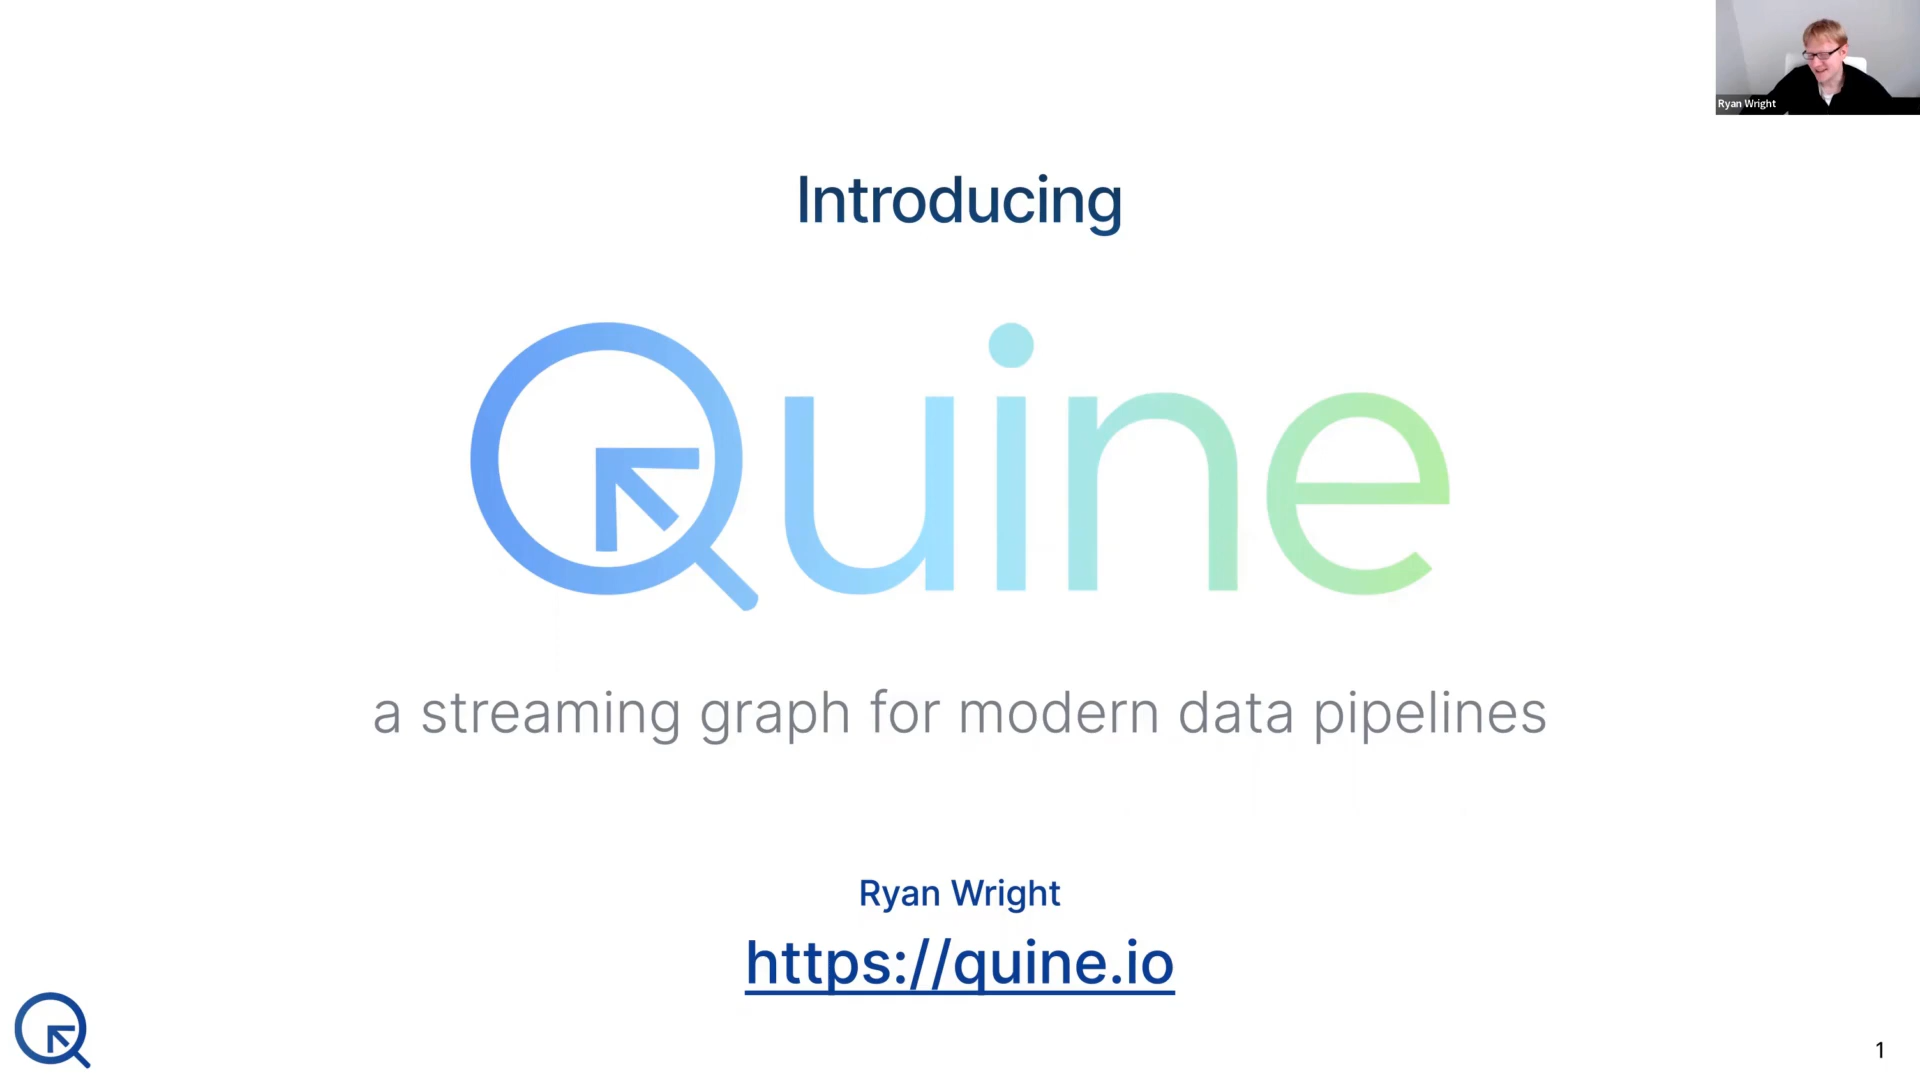 Ryan Wright
Introducing
Quine
a streaming graph for modern data pipelines
Ryan Wright
https://quine.io
1